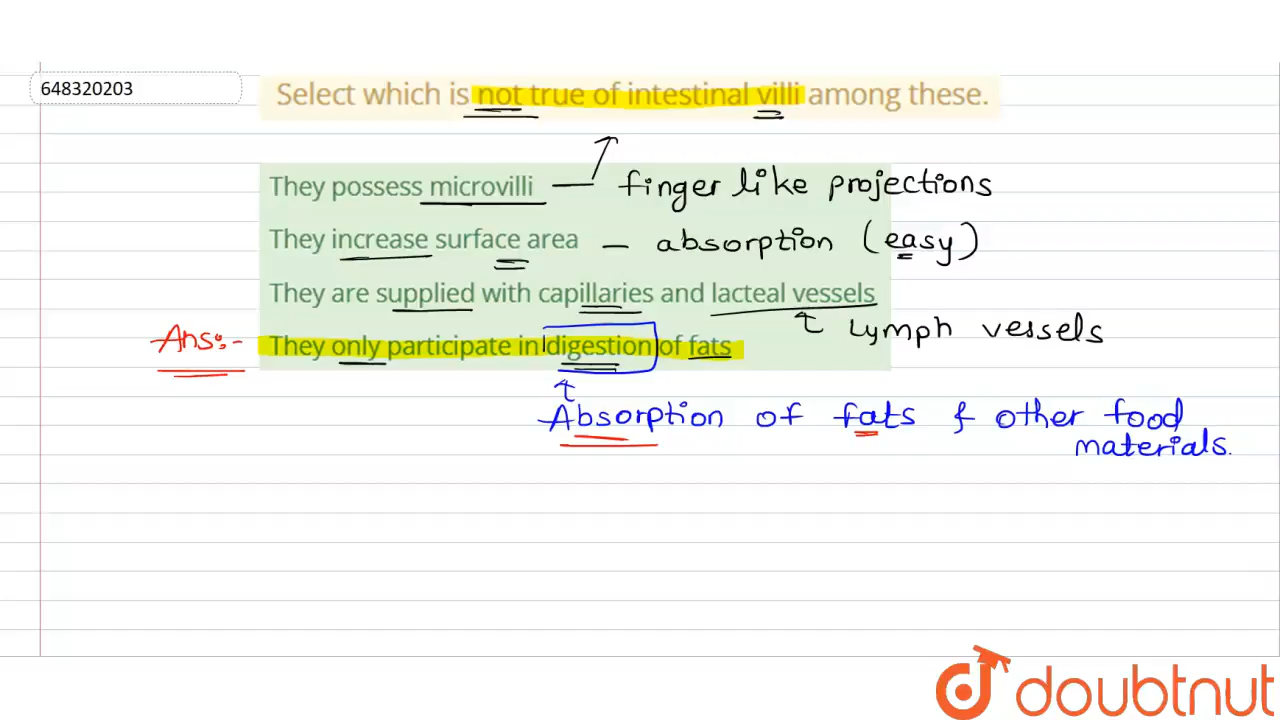 648320203
Select which is not true of intestinal villi among these.
They possess microvilli — finger like projections
They increase surface area — absorption (easy)
They are supplied with capillaries and lacteal vessels
Lymph vessels
Ans:- They only participate in digestion of fats
Absorption of fats & other food
materials.
doubtnut